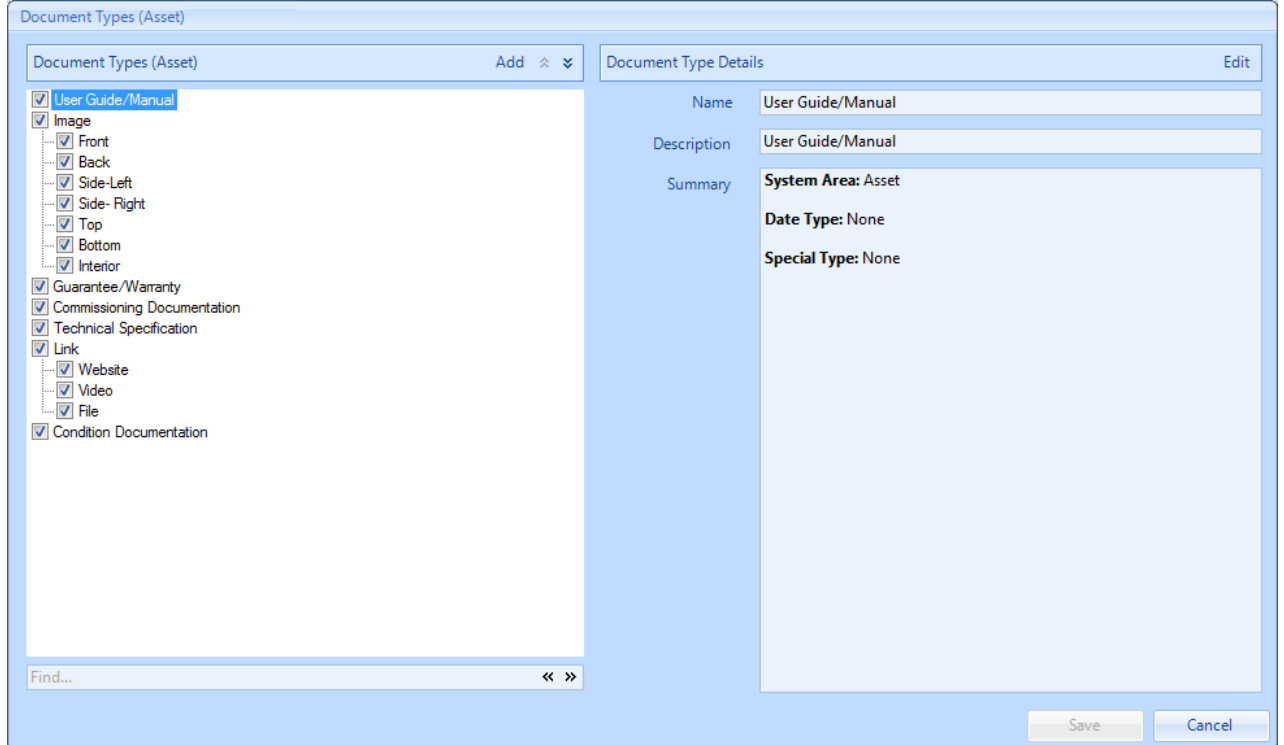 Document Types (Asset)
Document Types (Asset) Add
User Guide/Manual
Image
Front
Back
Side-Left
Side- Right
Top
Bottom
Interior
Guarantee/Warranty
Commissioning Documentation
Technical Specification
Link
Website
Video
File
Condition Documentation
Find...
Document Type Details Edit
Name User Guide/Manual
Description User Guide/Manual
Summary System Area: Asset
Date Type: None
Special Type: None
Save Cancel